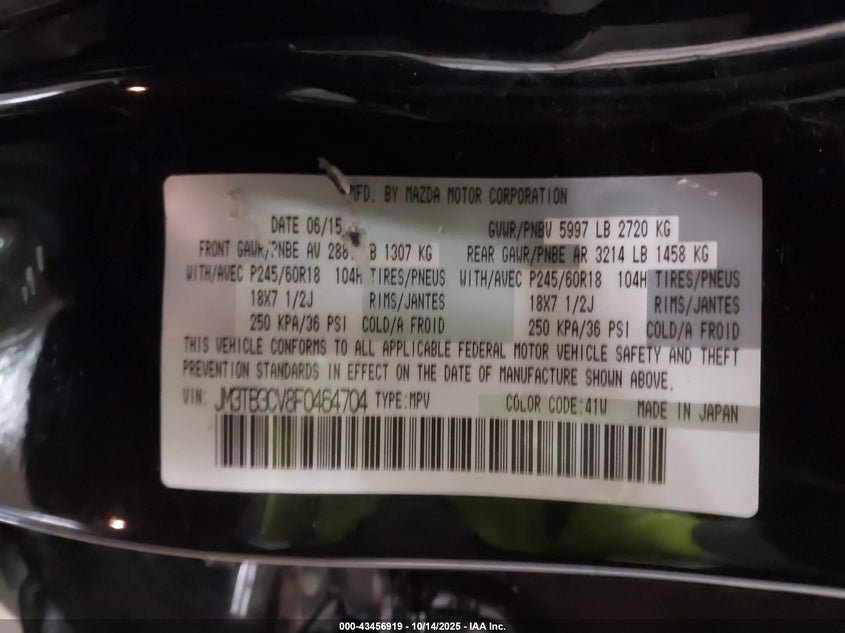 MFD. BY MAZDA MOTOR CORPORATION
DATE 06/15 GVWR/PNBV 5997 LB 2720 KG
FRONT GAWR/PNBE AV 288 B 1307 KG REAR GAWR/PNBE AR 3214 LB 1458 KG
WITH/AVEC P245/60R18 104H TIRES/PNEUS WITH/AVEC P245/60R18 104H TIRES/PNEUS
18X7 1/2J RIMS/JANTES 18X7 1/2J RIMS/JANTES
250 KPA/36 PSI COLD/A FROID 250 KPA/36 PSI COLD/A FROID
THIS VEHICLE CONFORMS TO ALL APPLICABLE FEDERAL MOTOR VEHICLE SAFETY AND THEFT
PREVENTION STANDARDS IN EFFECT ON THE DATE OF MANUFACTURE SHOWN ABOVE.
VIN: JM3TB3CV8F0464704 TYPE:MPV COLOR CODE:41W MADE IN JAPAN
000-43456919 - 10/14/2025 - IAA Inc.